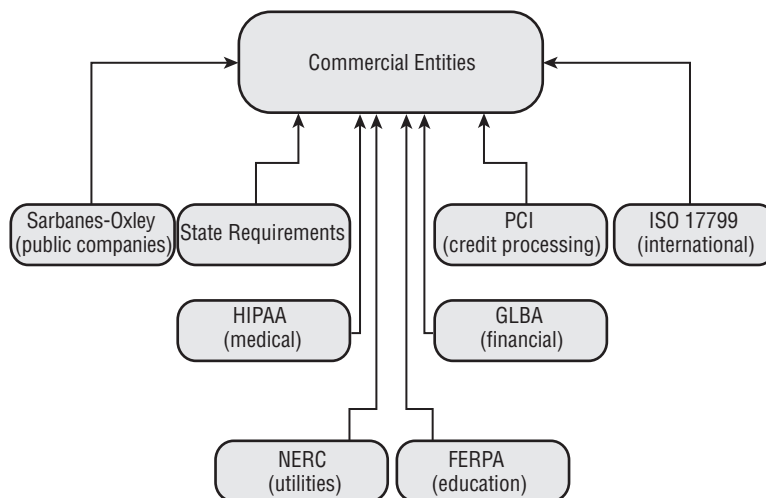 Commercial Entities
Sarbanes-Oxley
(public companies)
State Requirements
PCI
(credit processing)
ISO 17799
(international)
HIPAA
(medical)
GLBA
(financial)
NERC
(utilities)
FERPA
(education)